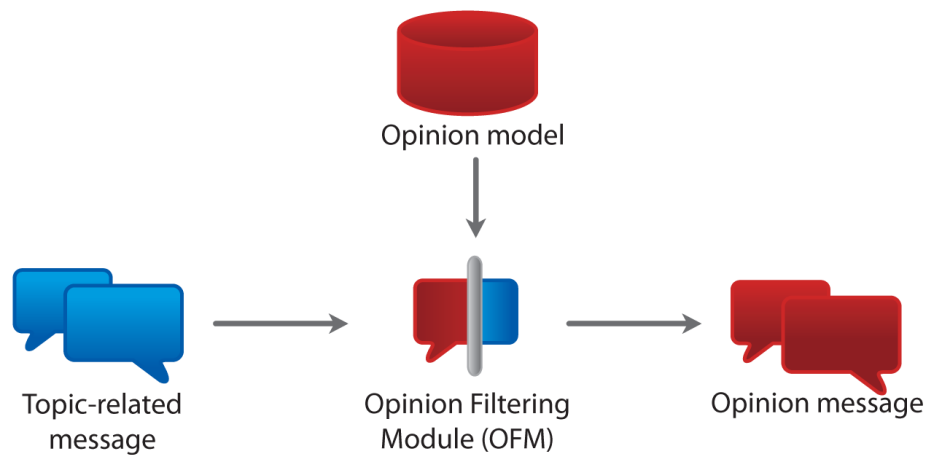 Opinion model
Topic-related
message
Opinion Filtering
Module (OFM)
Opinion message